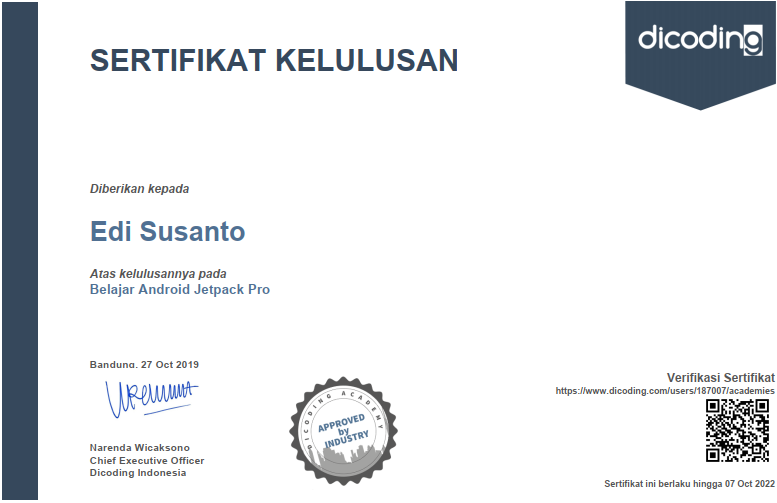 SERTIFIKAT KELULUSAN
dicoding
Diberikan kepada
Edi Susanto
Atas kelulusannya pada
Belajar Android Jetpack Pro
Bandung, 27 Oct 2019
Narenda Wicaksono
Chief Executive Officer
Dicoding Indonesia
DICODING ACADEMY
APPROVED
by
INDUSTRY
Verifikasi Sertifikat
https://www.dicoding.com/users/187007/academies
Sertifikat ini berlaku hingga 07 Oct 2022